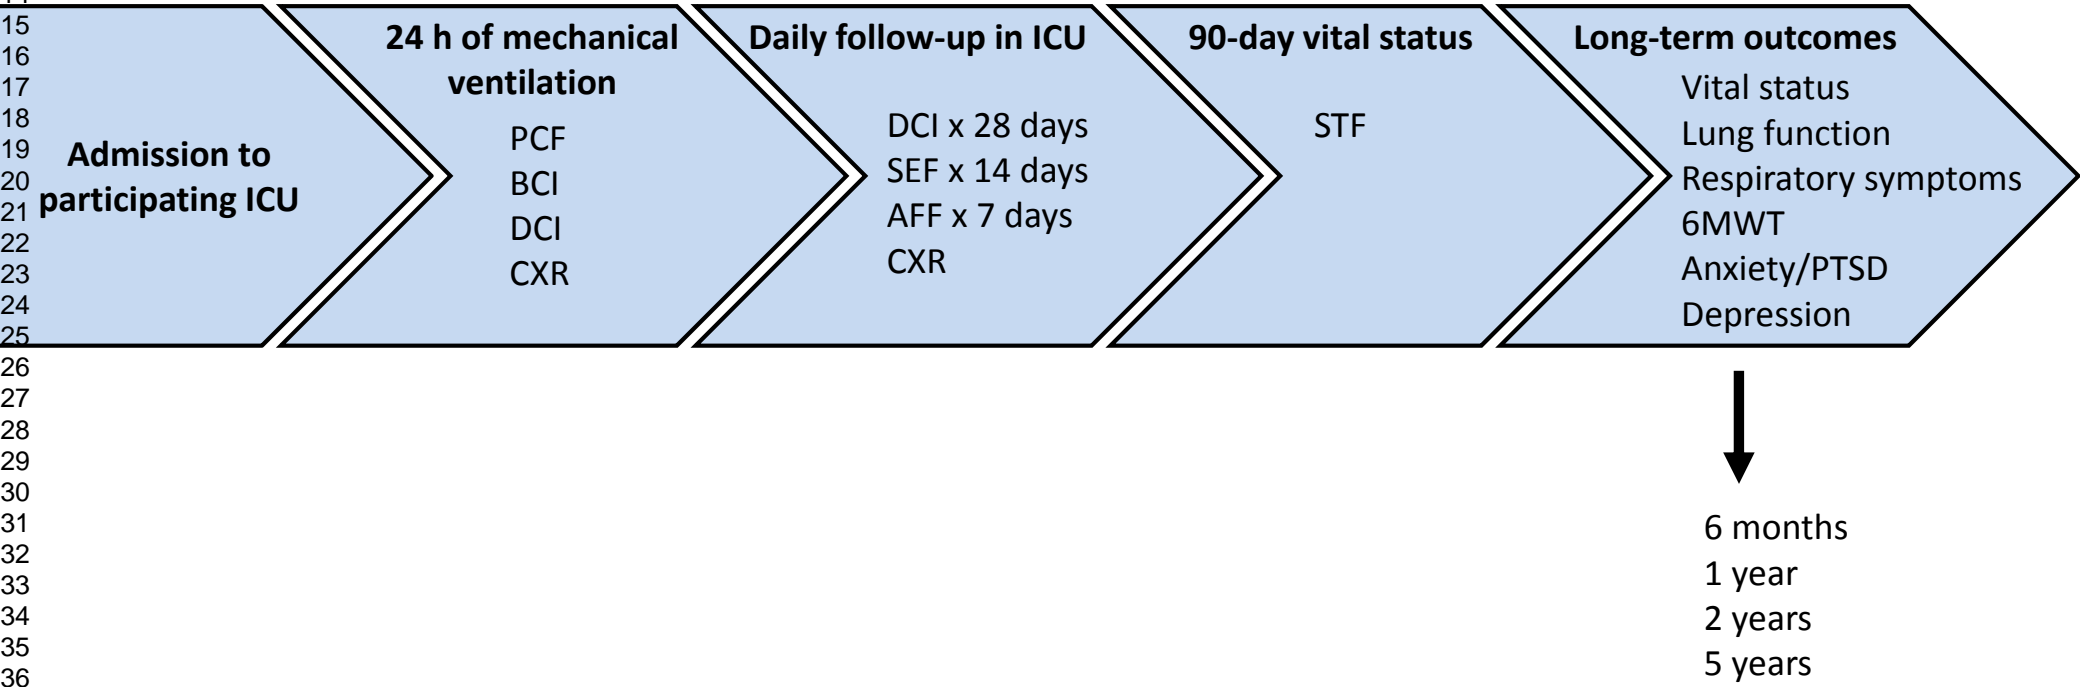 15
16
17
18
19
20
21
22
23
24
25
26
27
28
29
30
31
32
33
34
35
36
Admission to
participating ICU
24 h of mechanical
ventilation
PCF
BCI
DCI
CXR
Daily follow-up in ICU
DCI x 28 days
SEF x 14 days
AFF x 7 days
CXR
90-day vital status
STF
Long-term outcomes
Vital status
Lung function
Respiratory symptoms
6MWT
Anxiety/PTSD
Depression
6 months
1 year
2 years
5 years